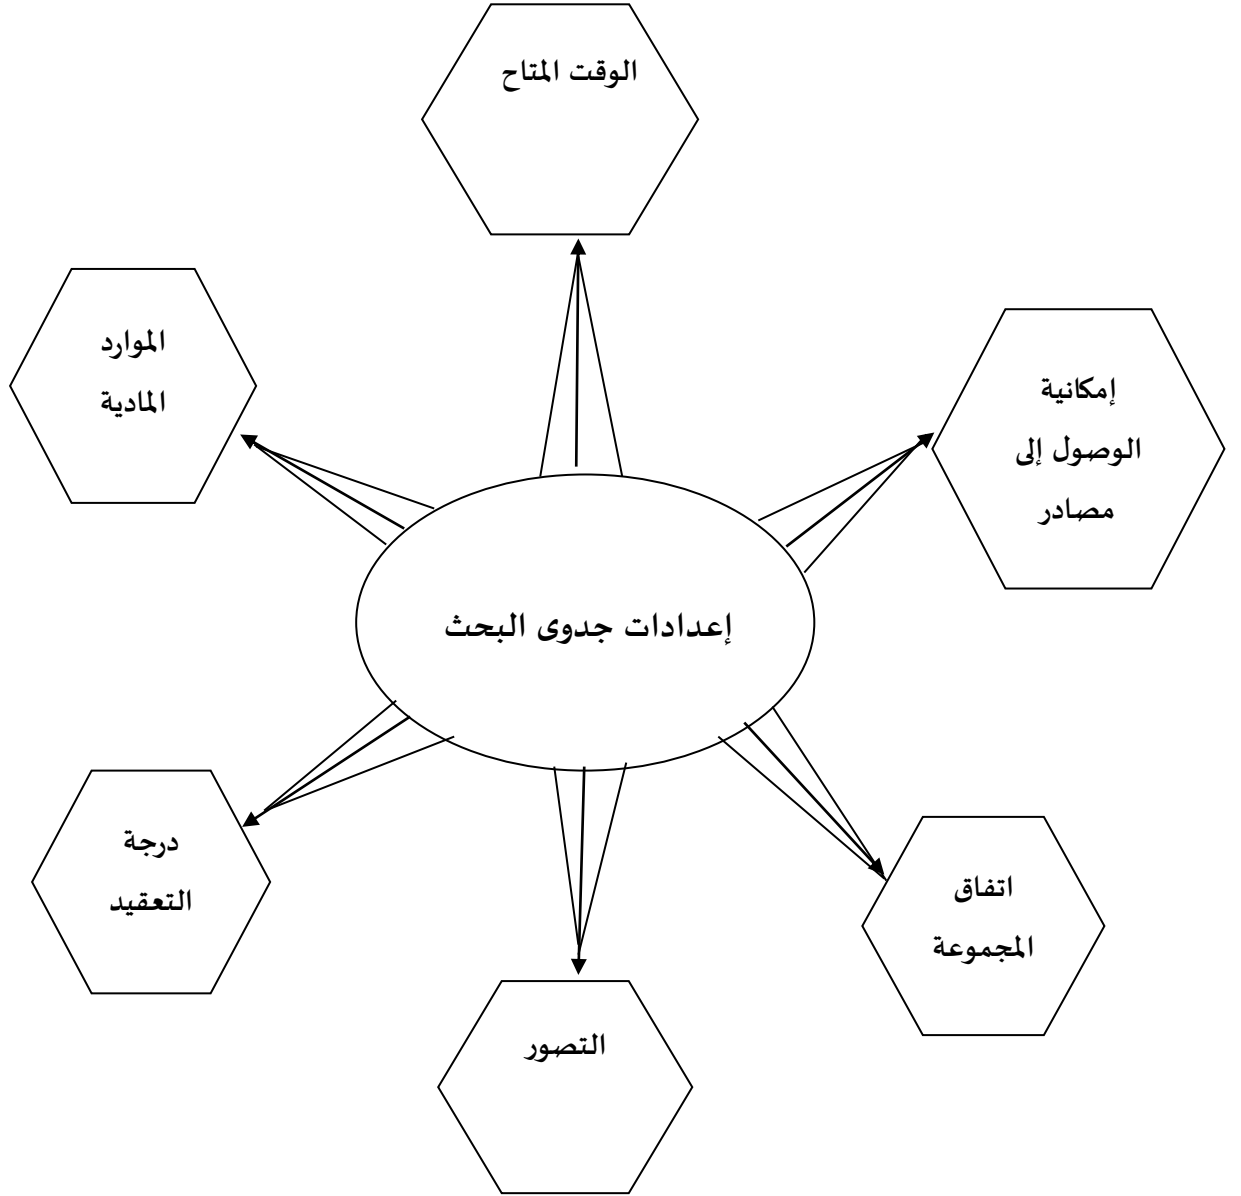 الوقت المتاح
الموارد
المادية
إمكانية
الوصول إلى
مصادر
إعدادات جدوى البحث
درجة
التعقيد
اتفاق
المجموعة
التصور